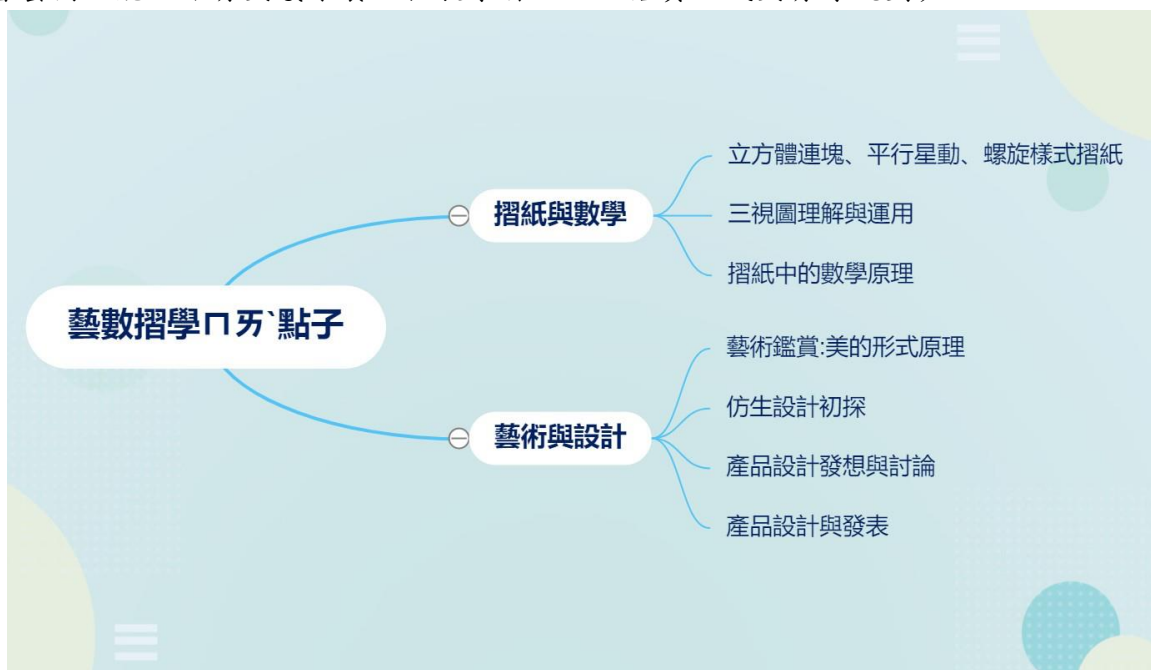 立方體連塊、平行星動、螺旋樣式摺紙
摺紙與數學
三視圖理解與運用
摺紙中的數學原理
藝數摺學ㄇㄞˋ點子
藝術鑑賞:美的形式原理
仿生設計初探
藝術與設計
產品設計發想與討論
產品設計與發表